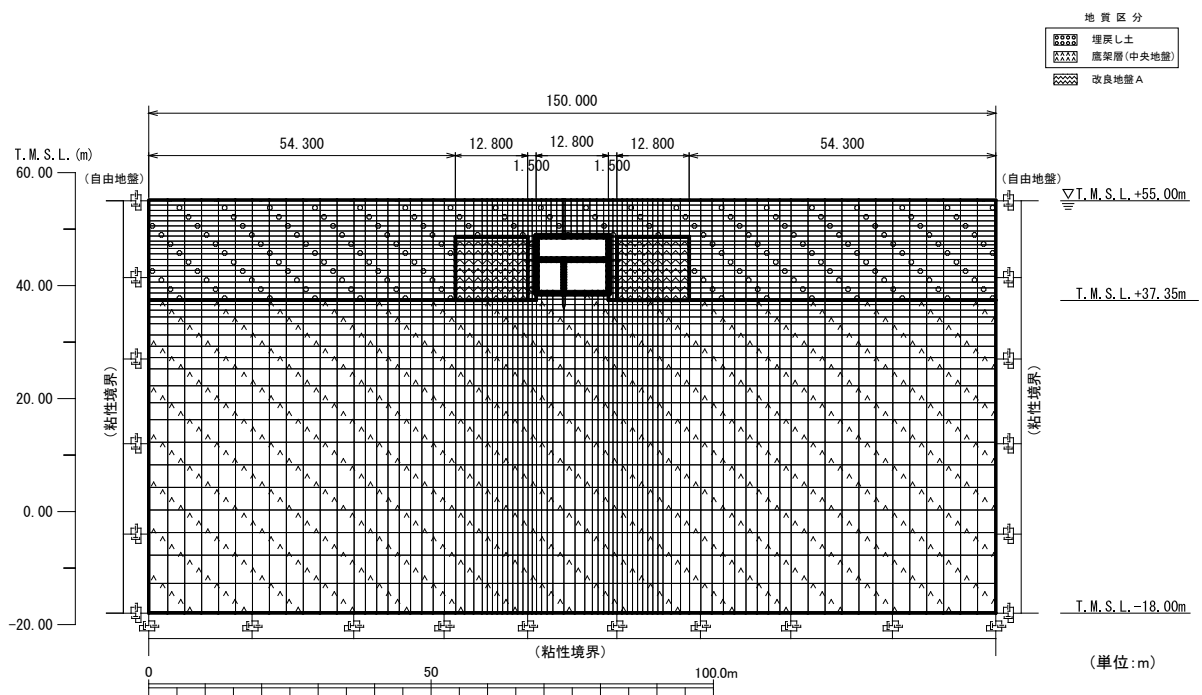 地 質 区 分
埋戻し土
鷹架層(中央地盤)
改良地盤A
150.000
54.300
12.800
12.800
12.800
54.300
1.500
1.500
T.M.S.L.(m)
60.00
40.00
20.00
0.00
-20.00
(自由地盤)
(自由地盤)
T.M.S.L.+55.00m
T.M.S.L.+37.35m
T.M.S.L.-18.00m
(粘性境界)
(粘性境界)
(粘性境界)
0
50
100.0m
(単位:m)